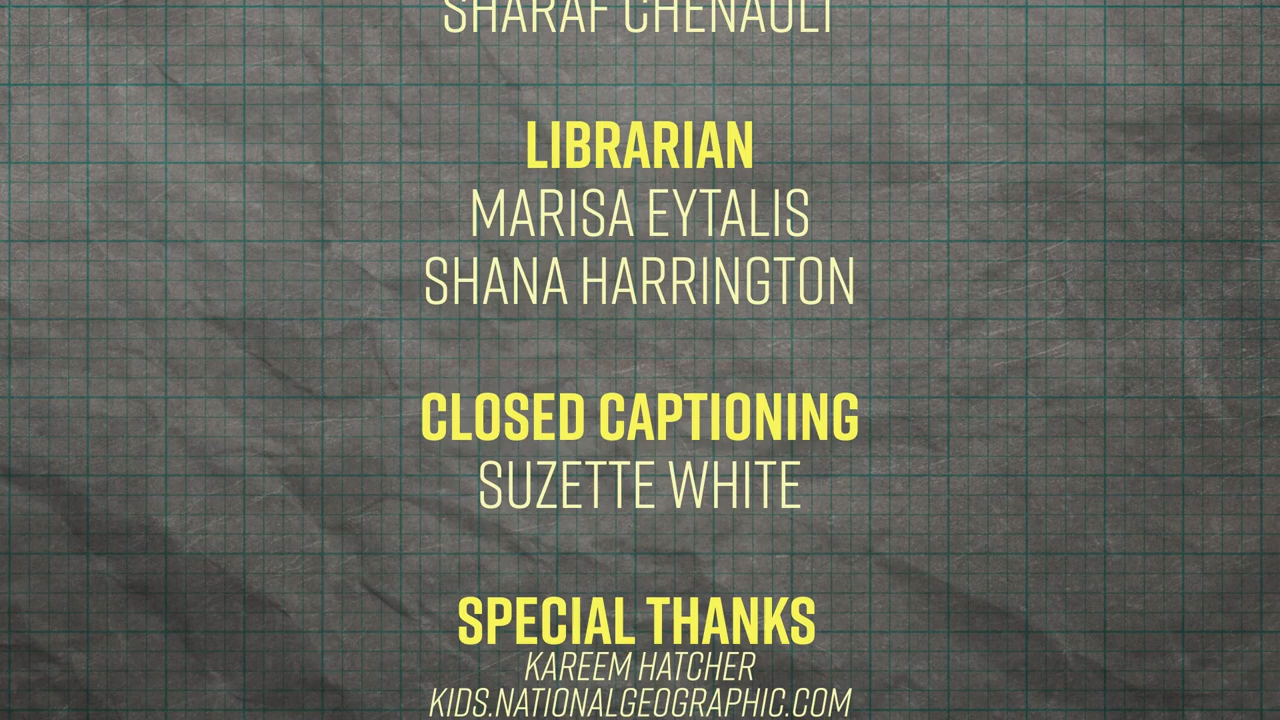 SHARAF CHENAULT
LIBRARIAN
MARISA EYTALIS
SHANA HARRINGTON
CLOSED CAPTIONING
SUZETTE WHITE
SPECIAL THANKS
KAREEM HATCHER
KIDS.NATIONALGEOGRAPHIC.COM